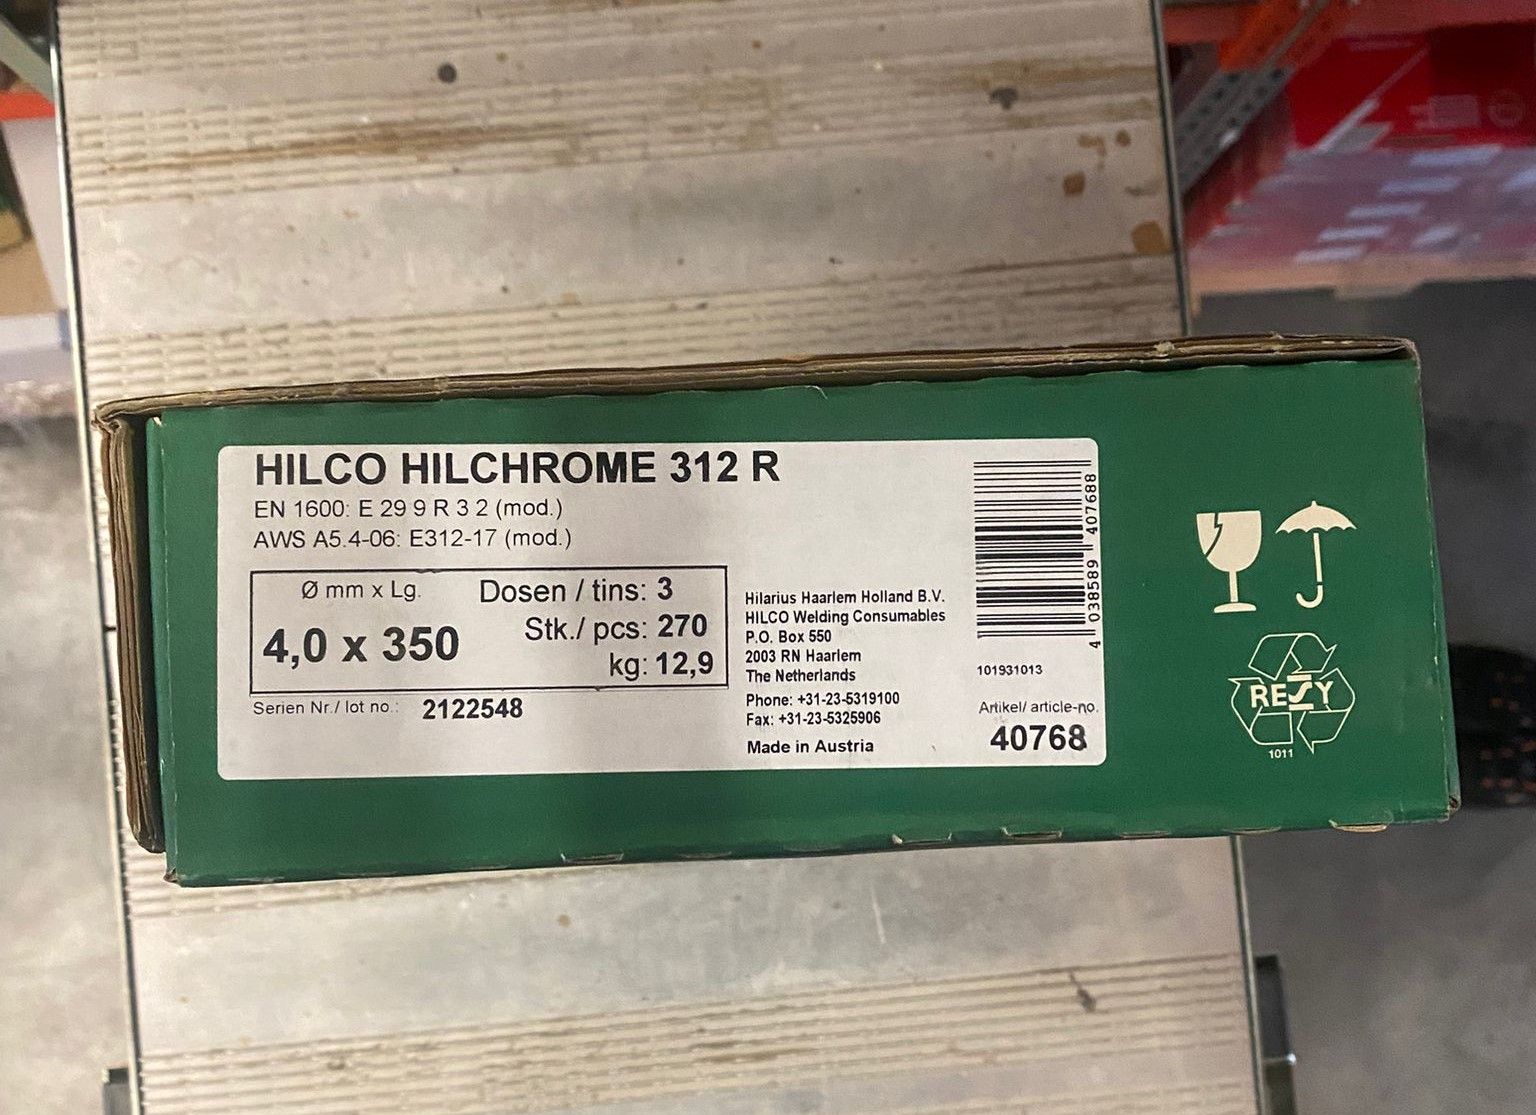 HILCO HILCHROME 312 R
EN 1600: E 29 9 R 3 2 (mod.)
AWS A5.4-06: E312-17 (mod.)
Ø mm x Lg.
4,0 x 350
Dosen / tins: 3
Stk./ pcs: 270
kg: 12,9
Serien Nr./ lot no.: 2122548
Hilarius Haarlem Holland B.V.
HILCO Welding Consumables
P.O. Box 550
2003 RN Haarlem
The Netherlands
Phone: +31-23-5319100
Fax: +31-23-5325906
Made in Austria
4 038589 407688
101931013
Artikel/ article-no.
40768
RESY
1011